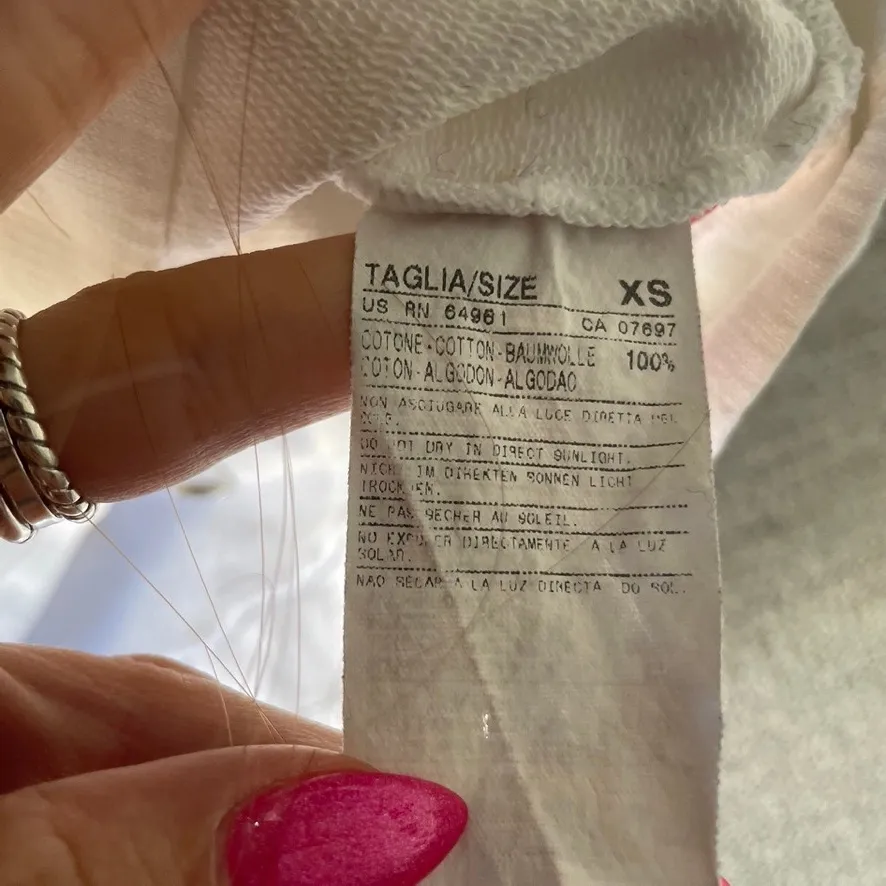 TAGLIA/SIZE XS
US RN 64961 CA 07697
COTONE-COTTON-BAUMWOLLE 100%
COTON-ALGODON-ALGODAO
NON ASCIUGARE ALLA LUCE DIRETTA DEL
SOLE.
DO NOT DRY IN DIRECT SUNLIGHT.
NICHT IM DIREKTEN SONNEN LICHT
TROCKNEN.
NE PAS SECHER AU SOLEIL.
NO EXPONER DIRECTAMENTE A LA LUZ
SOLAR.
NAO SECAR A LA LUZ DIRECTA DO SOL.